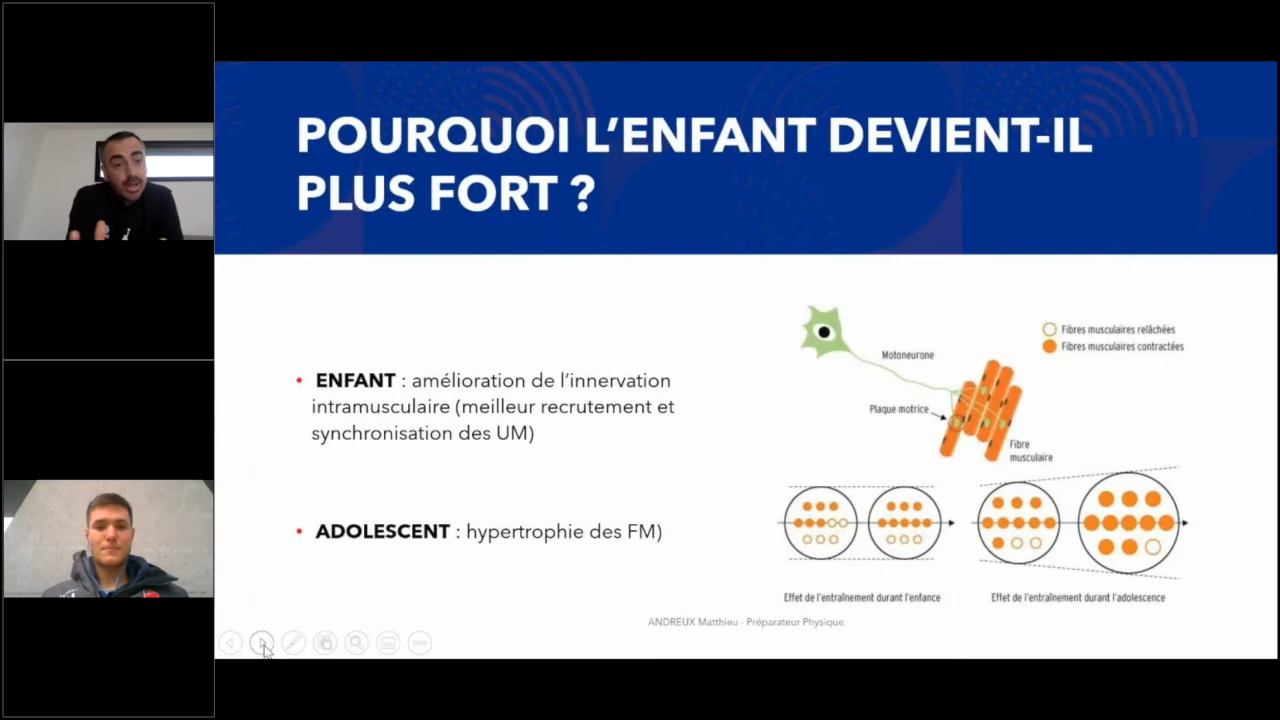 POURQUOI L’ENFANT DEVIENT-IL
PLUS FORT ?
• ENFANT : amélioration de l’innervation
intramusculaire (meilleur recrutement et
synchronisation des UM)
• ADOLESCENT : hypertrophie des FM)
Fibres musculaires relâchées
Fibres musculaires contractées
Motoneurone
Plaque motrice
Fibre
musculaire
Effet de l’entraînement durant l’enfance
Effet de l’entraînement durant l’adolescence
ANDREUX Matthieu - Préparateur Physique